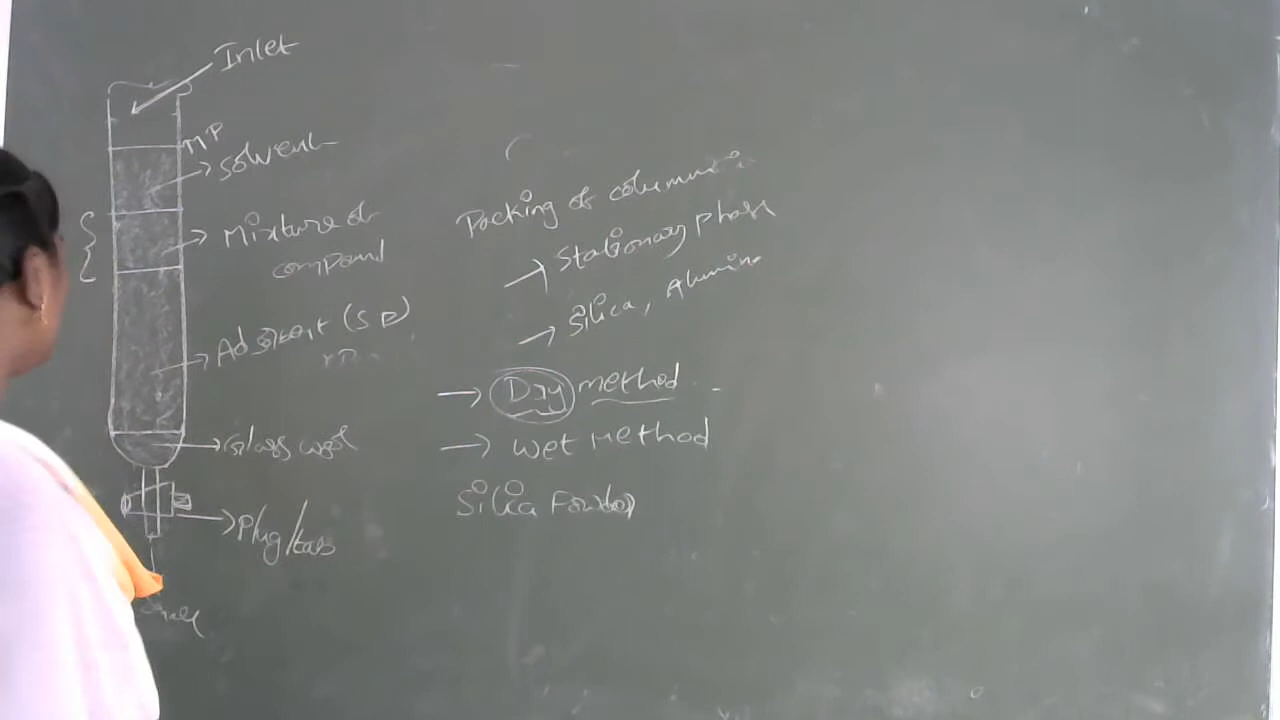 Inlet
MP
Solvent
Mixture of
compound
Adsorbent (SP)
Glass wool
Plug/tap
Packing of column
→ Stationary phase
→ Silica, Alumina
→ Dry method
→ Wet Method
Silica